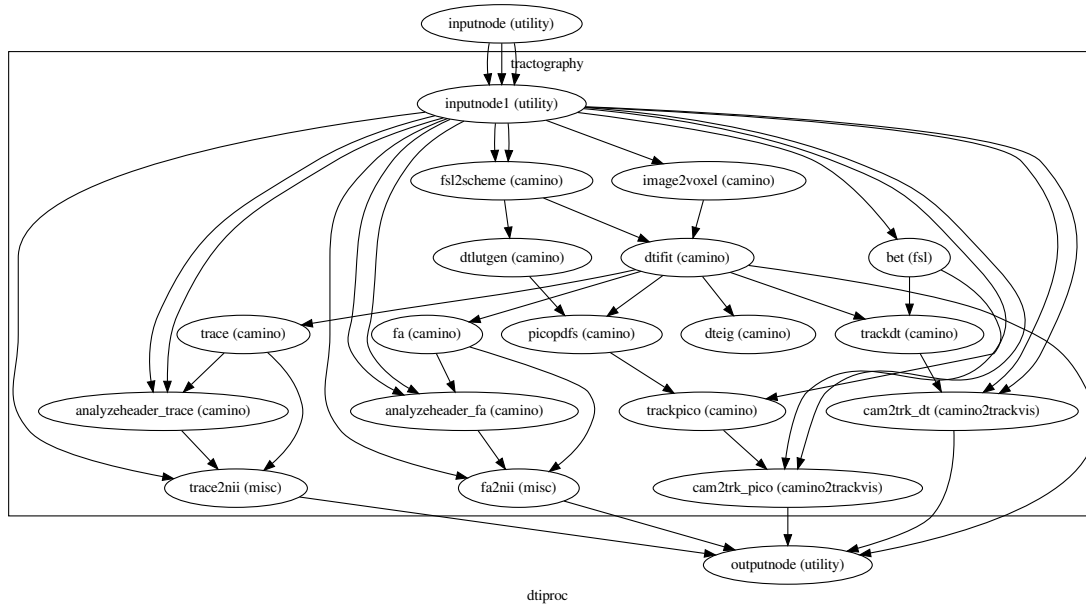 inputnode (utility)
tractography
inputnode1 (utility)
fsl2scheme (camino)
image2voxel (camino)
dtlutgen (camino)
dtifit (camino)
bet (fsl)
trace (camino)
fa (camino)
picopdfs (camino)
dteig (camino)
trackdt (camino)
analyzeheader_trace (camino)
analyzeheader_fa (camino)
trackpico (camino)
cam2trk_dt (camino2trackvis)
trace2nii (misc)
fa2nii (misc)
cam2trk_pico (camino2trackvis)
outputnode (utility)
dtiproc